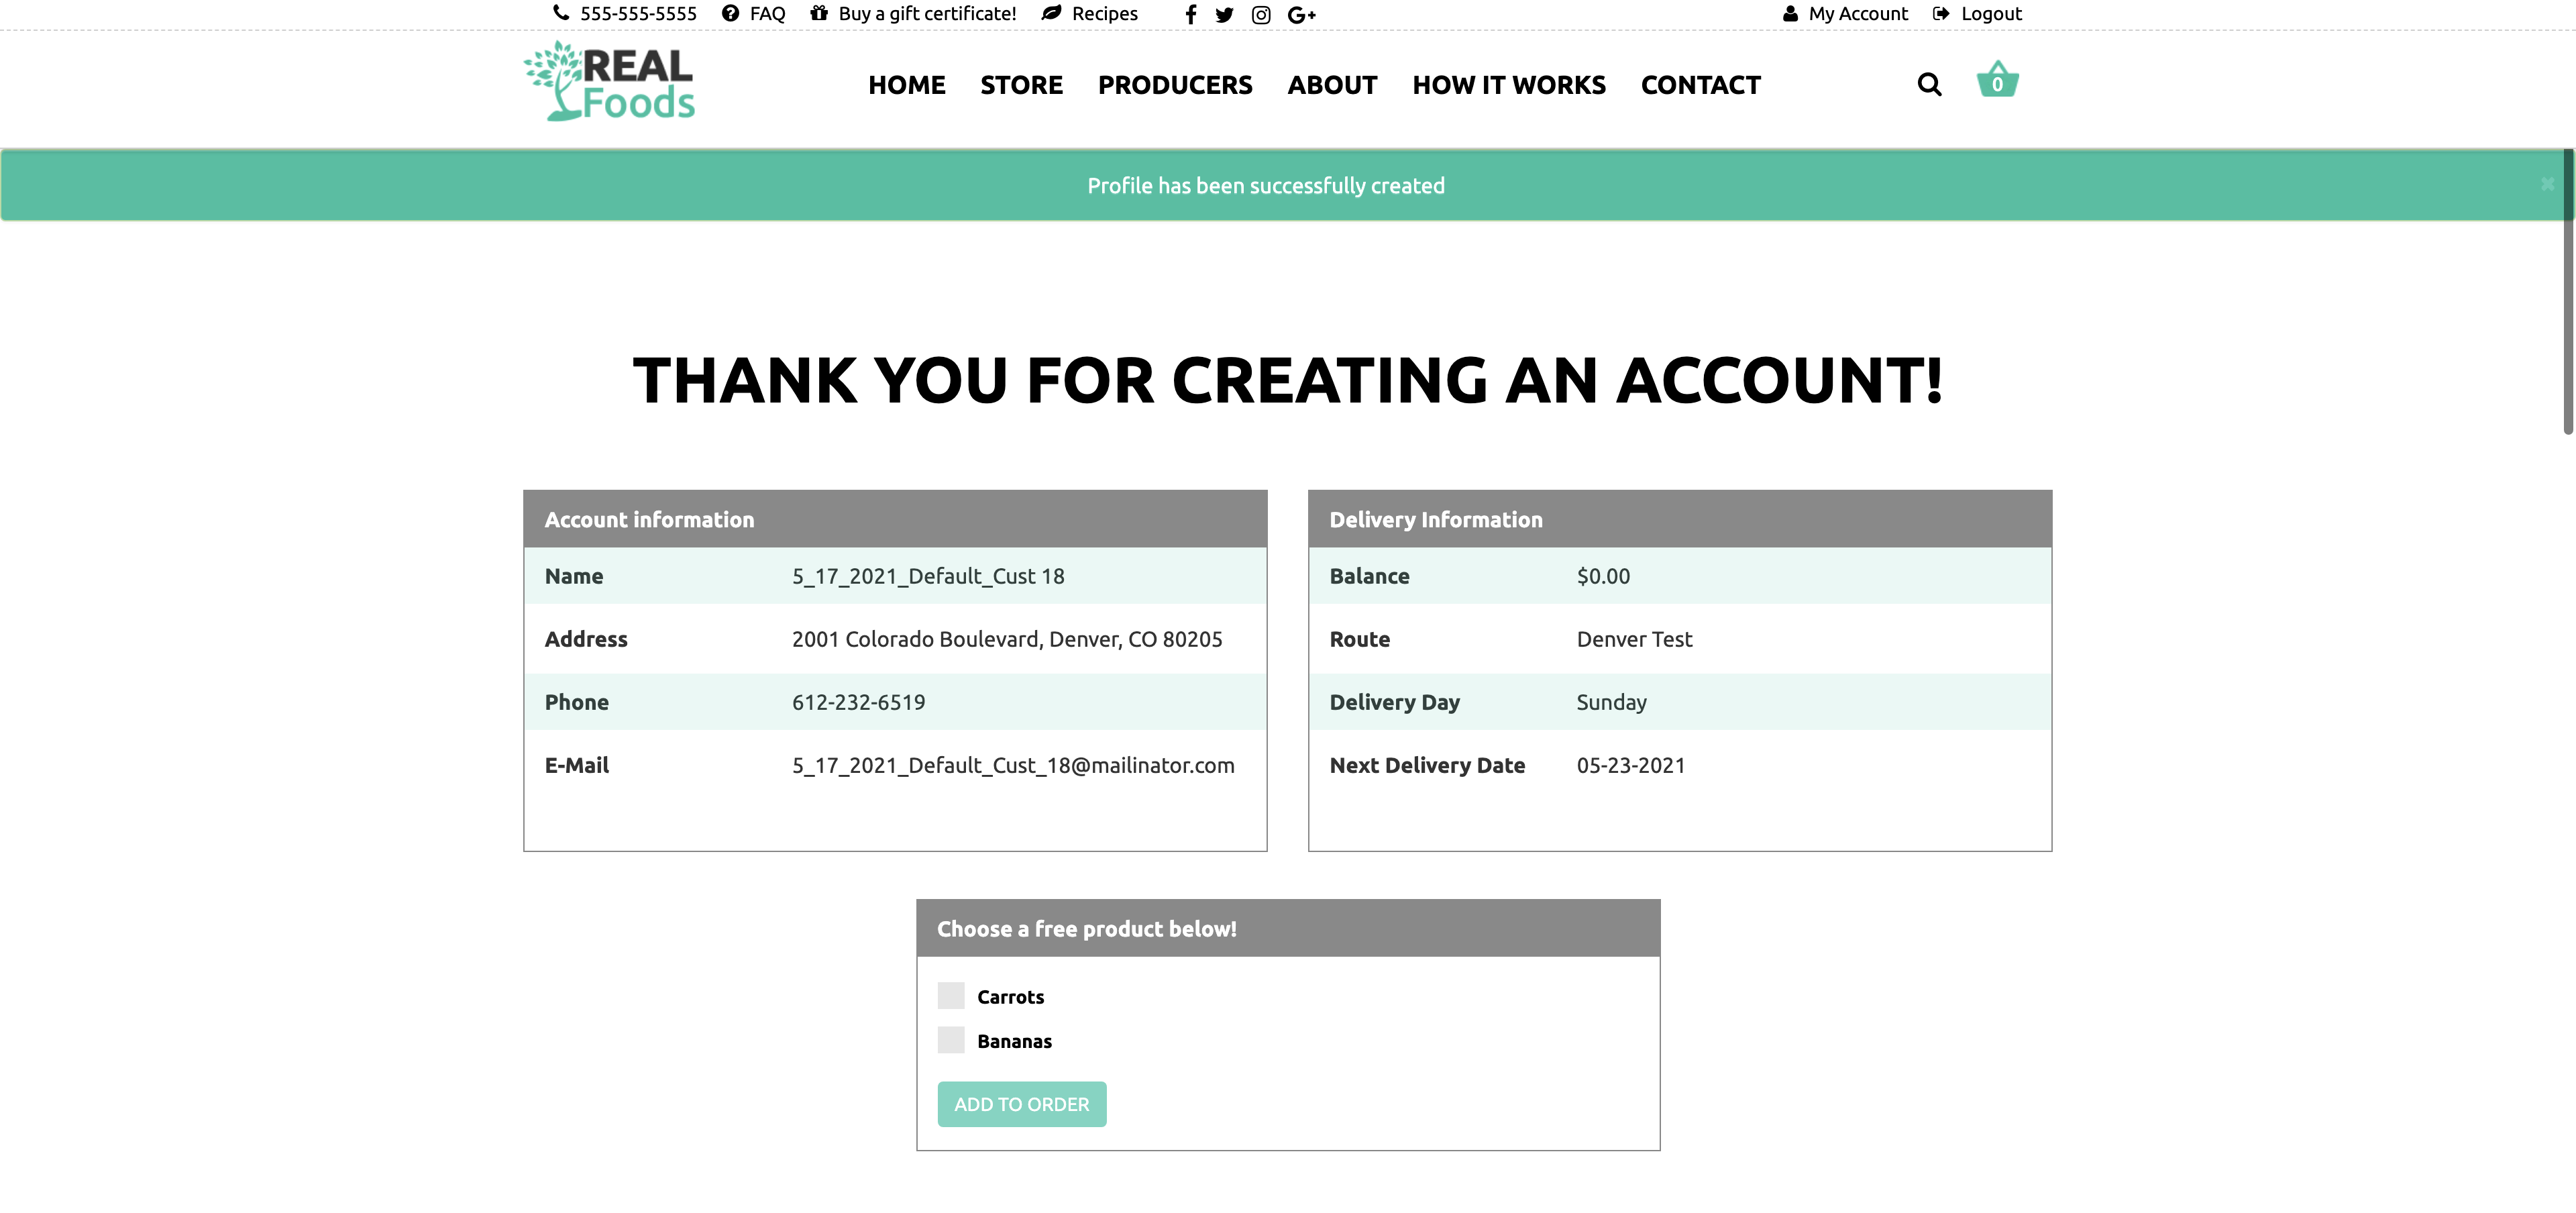 555-555-5555 FAQ Buy a gift certificate! Recipes My Account Logout
REAL
Foods
HOME STORE PRODUCERS ABOUT HOW IT WORKS CONTACT 0
Profile has been successfully created
THANK YOU FOR CREATING AN ACCOUNT!
Account information
Name 5_17_2021_Default_Cust 18
Address 2001 Colorado Boulevard, Denver, CO 80205
Phone 612-232-6519
E-Mail 5_17_2021_Default_Cust_18@mailinator.com
Delivery Information
Balance $0.00
Route Denver Test
Delivery Day Sunday
Next Delivery Date 05-23-2021
Choose a free product below!
Carrots
Bananas
ADD TO ORDER